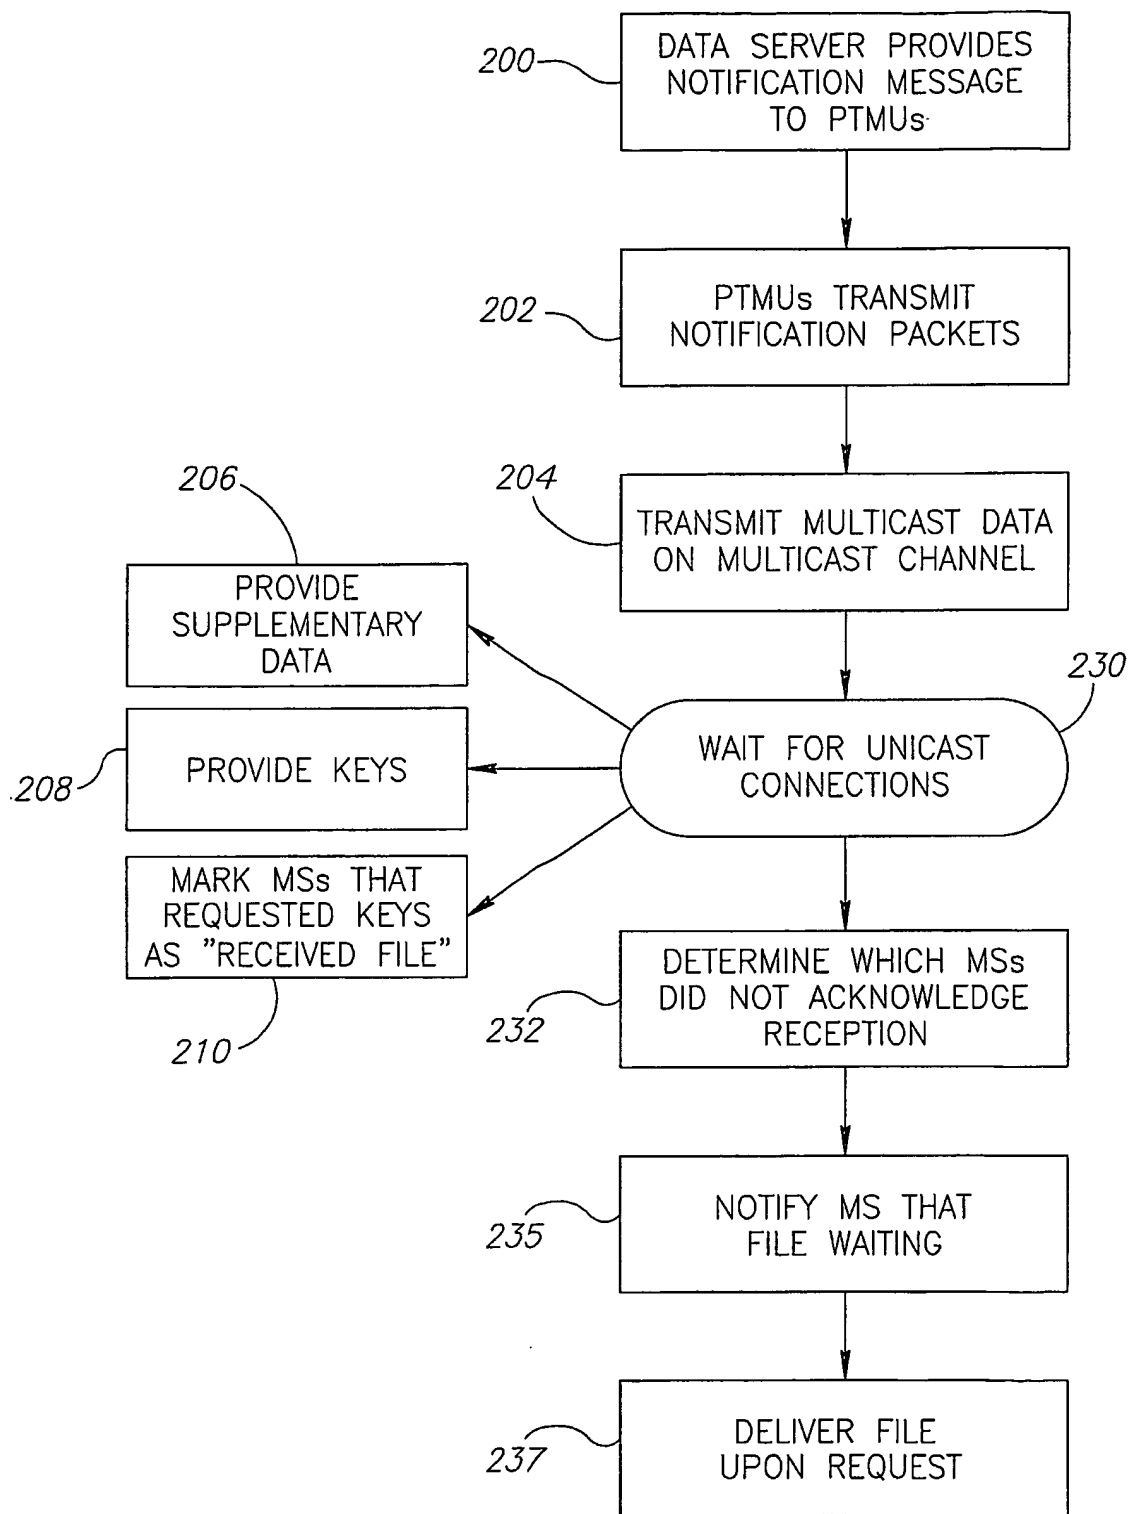 200
DATA SERVER PROVIDES
NOTIFICATION MESSAGE
TO PTMUs
202
PTMUs TRANSMIT
NOTIFICATION PACKETS
204
TRANSMIT MULTICAST DATA
ON MULTICAST CHANNEL
206
PROVIDE
SUPPLEMENTARY
DATA
230
WAIT FOR UNICAST
CONNECTIONS
208
PROVIDE KEYS
MARK MSs THAT
REQUESTED KEYS
AS "RECEIVED FILE"
210
232
DETERMINE WHICH MSs
DID NOT ACKNOWLEDGE
RECEPTION
235
NOTIFY MS THAT
FILE WAITING
237
DELIVER FILE
UPON REQUEST